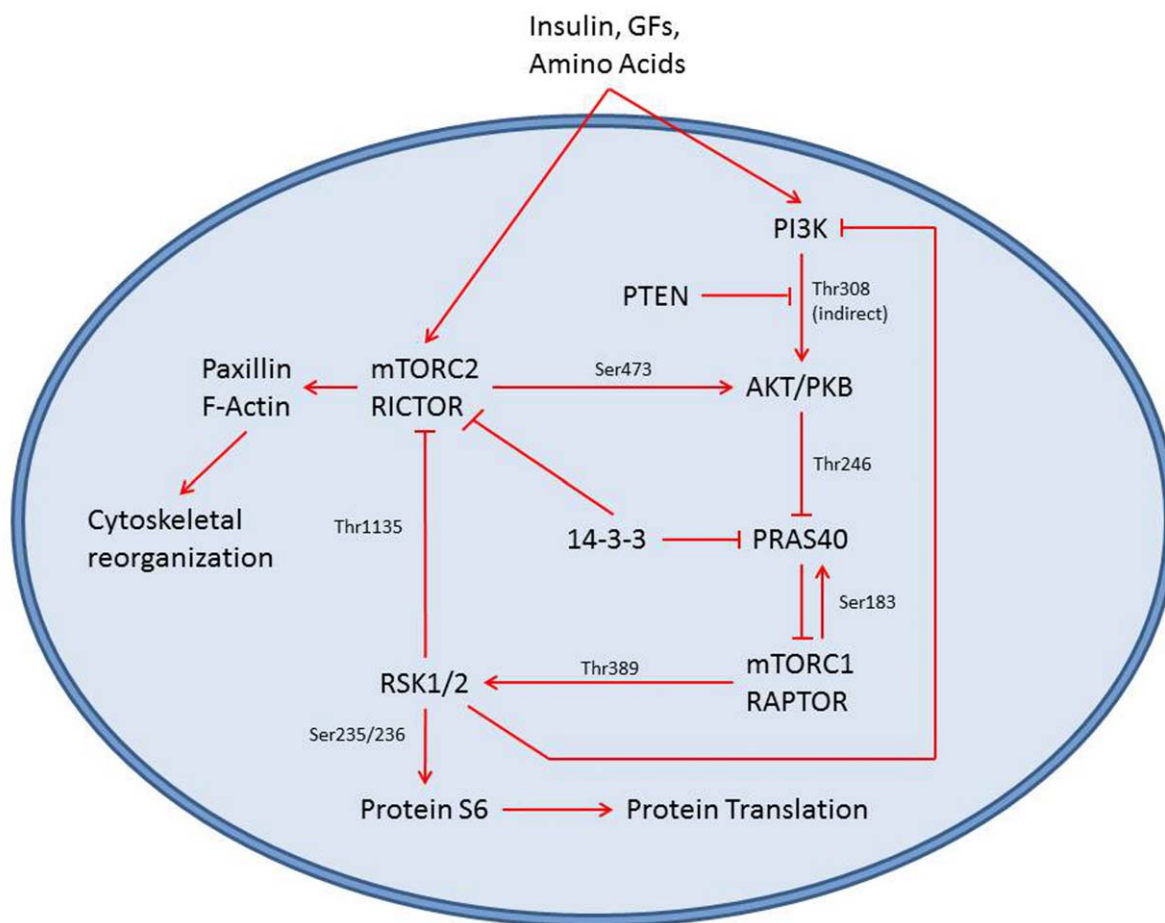 Insulin, GFs,
Amino Acids
PI3K
PTEN
Thr308
(indirect)
Paxillin
F-Actin
mTORC2
RICTOR
Ser473
AKT/PKB
Thr246
Cytoskeletal
reorganization
Thr1135
14-3-3
PRAS40
Ser183
RSK1/2
Thr389
mTORC1
RAPTOR
Ser235/236
Protein S6
Protein Translation